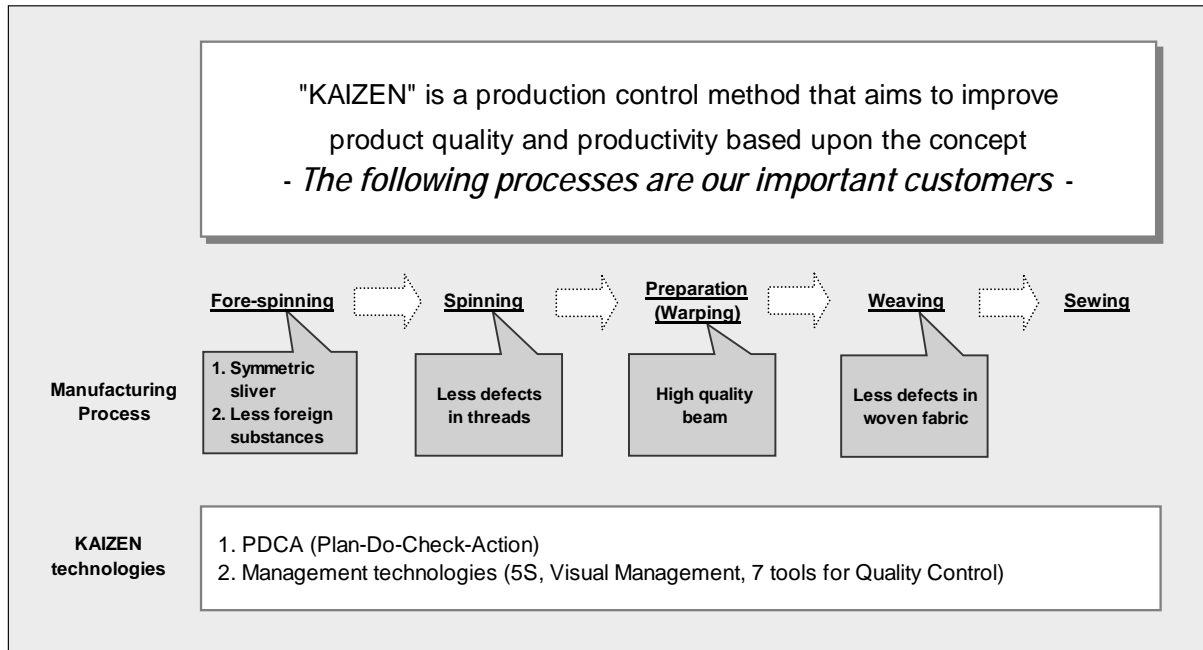 "KAIZEN" is a production control method that aims to improve
product quality and productivity based upon the concept
- The following processes are our important customers -
Fore-spinning
Spinning
Preparation
(Warping)
Weaving
Sewing
Manufacturing
Process
1. Symmetric
sliver
2. Less foreign
substances
Less defects
in threads
High quality
beam
Less defects in
woven fabric
KAIZEN
technologies
1. PDCA (Plan-Do-Check-Action)
2. Management technologies (5S, Visual Management, 7 tools for Quality Control)